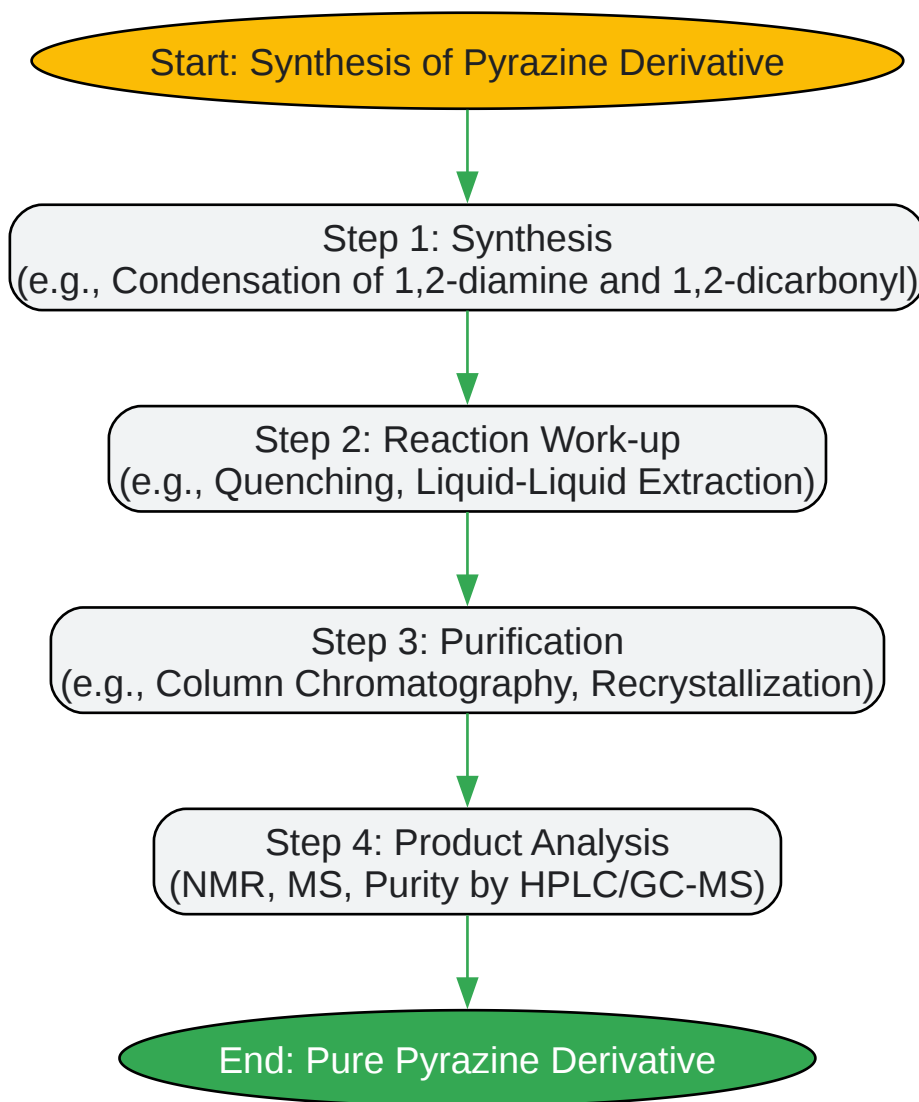 Start: Synthesis of Pyrazine Derivative
Step 1: Synthesis
(e.g., Condensation of 1,2-diamine and 1,2-dicarbonyl)
Step 2: Reaction Work-up
(e.g., Quenching, Liquid-Liquid Extraction)
Step 3: Purification
(e.g., Column Chromatography, Recrystallization)
Step 4: Product Analysis
(NMR, MS, Purity by HPLC/GC-MS)
End: Pure Pyrazine Derivative